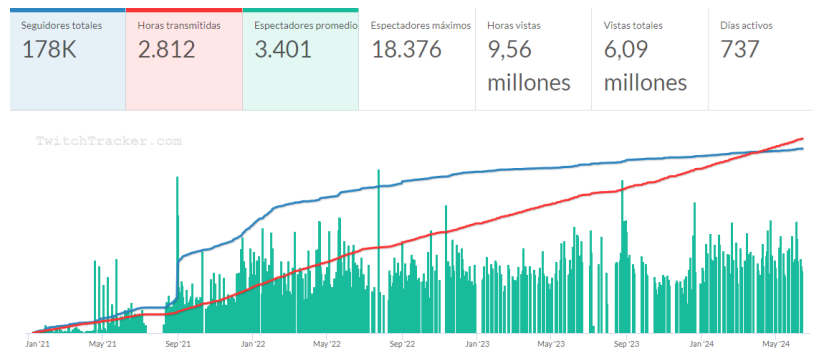 Seguidores totales
178K
Horas transmitidas
2.812
Espectadores promedio
3.401
Espectadores máximos
18.376
Horas vistas
9,56
millones
Vistas totales
6,09
millones
Días activos
737
TwitchTracker.com
Jan '21
May '21
Sep '21
Jan '22
May '22
Sep '22
Jan '23
May '23
Sep '23
Jan '24
May '24